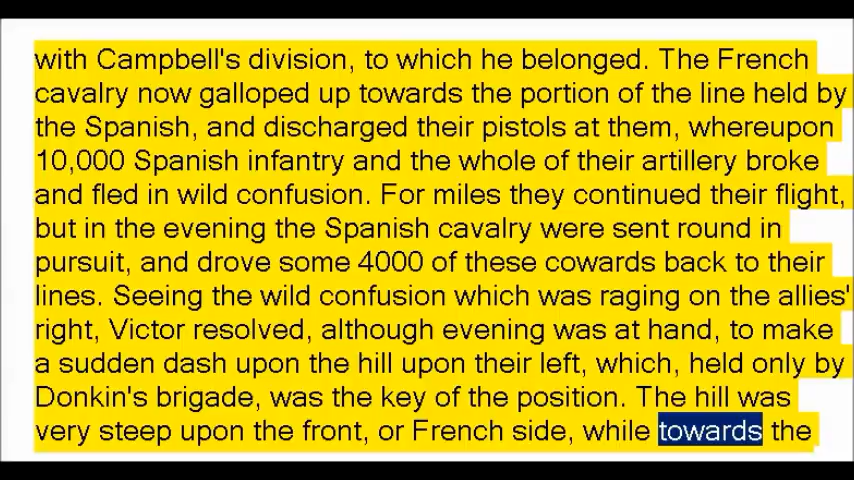 with Campbell's division, to which he belonged. The French
cavalry now galloped up towards the portion of the line held by
the Spanish, and discharged their pistols at them, whereupon
10,000 Spanish infantry and the whole of their artillery broke
and fled in wild confusion. For miles they continued their flight,
but in the evening the Spanish cavalry were sent round in
pursuit, and drove some 4000 of these cowards back to their
lines. Seeing the wild confusion which was raging on the allies'
right, Victor resolved, although evening was at hand, to make
a sudden dash upon the hill upon their left, which, held only by
Donkin's brigade, was the key of the position. The hill was
very steep upon the front, or French side, while towards the